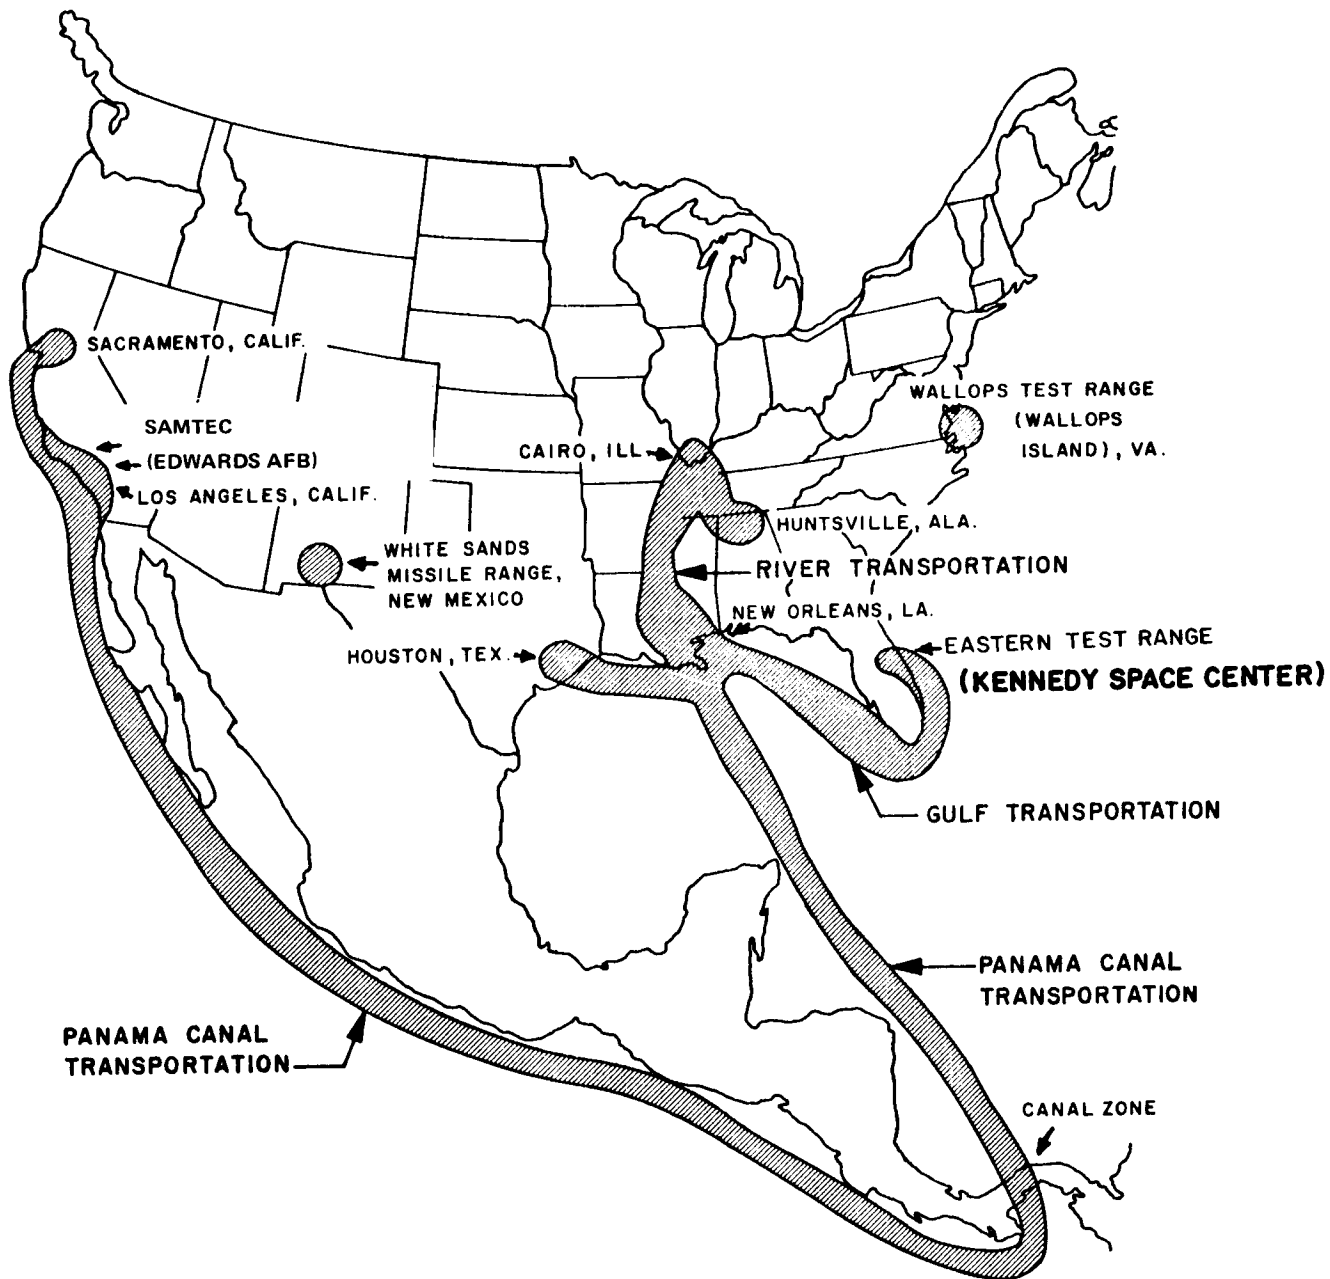 SACRAMENTO, CALIF.
WALLOPS TEST RANGE
(WALLOPS
ISLAND), VA.
SAMTEC
(EDWARDS AFB)
LOS ANGELES, CALIF.
CAIRO, ILL.
HUNTSVILLE, ALA.
WHITE SANDS
MISSILE RANGE,
NEW MEXICO
RIVER TRANSPORTATION
NEW ORLEANS, LA.
HOUSTON, TEX.
EASTERN TEST RANGE
(KENNEDY SPACE CENTER)
GULF TRANSPORTATION
PANAMA CANAL
TRANSPORTATION
PANAMA CANAL
TRANSPORTATION
CANAL ZONE